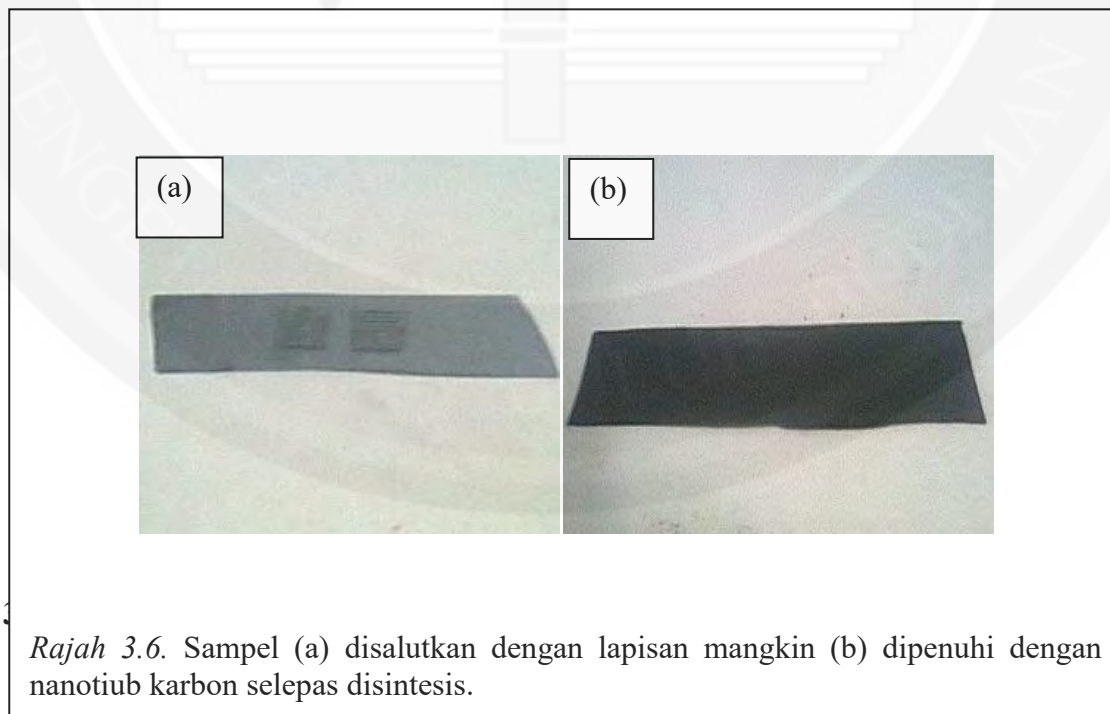 (a)
(b)
Rajah 3.6. Sampel (a) disalutkan dengan lapisan mangkin (b) dipenuhi dengan
nanotiub karbon selepas disintesis.